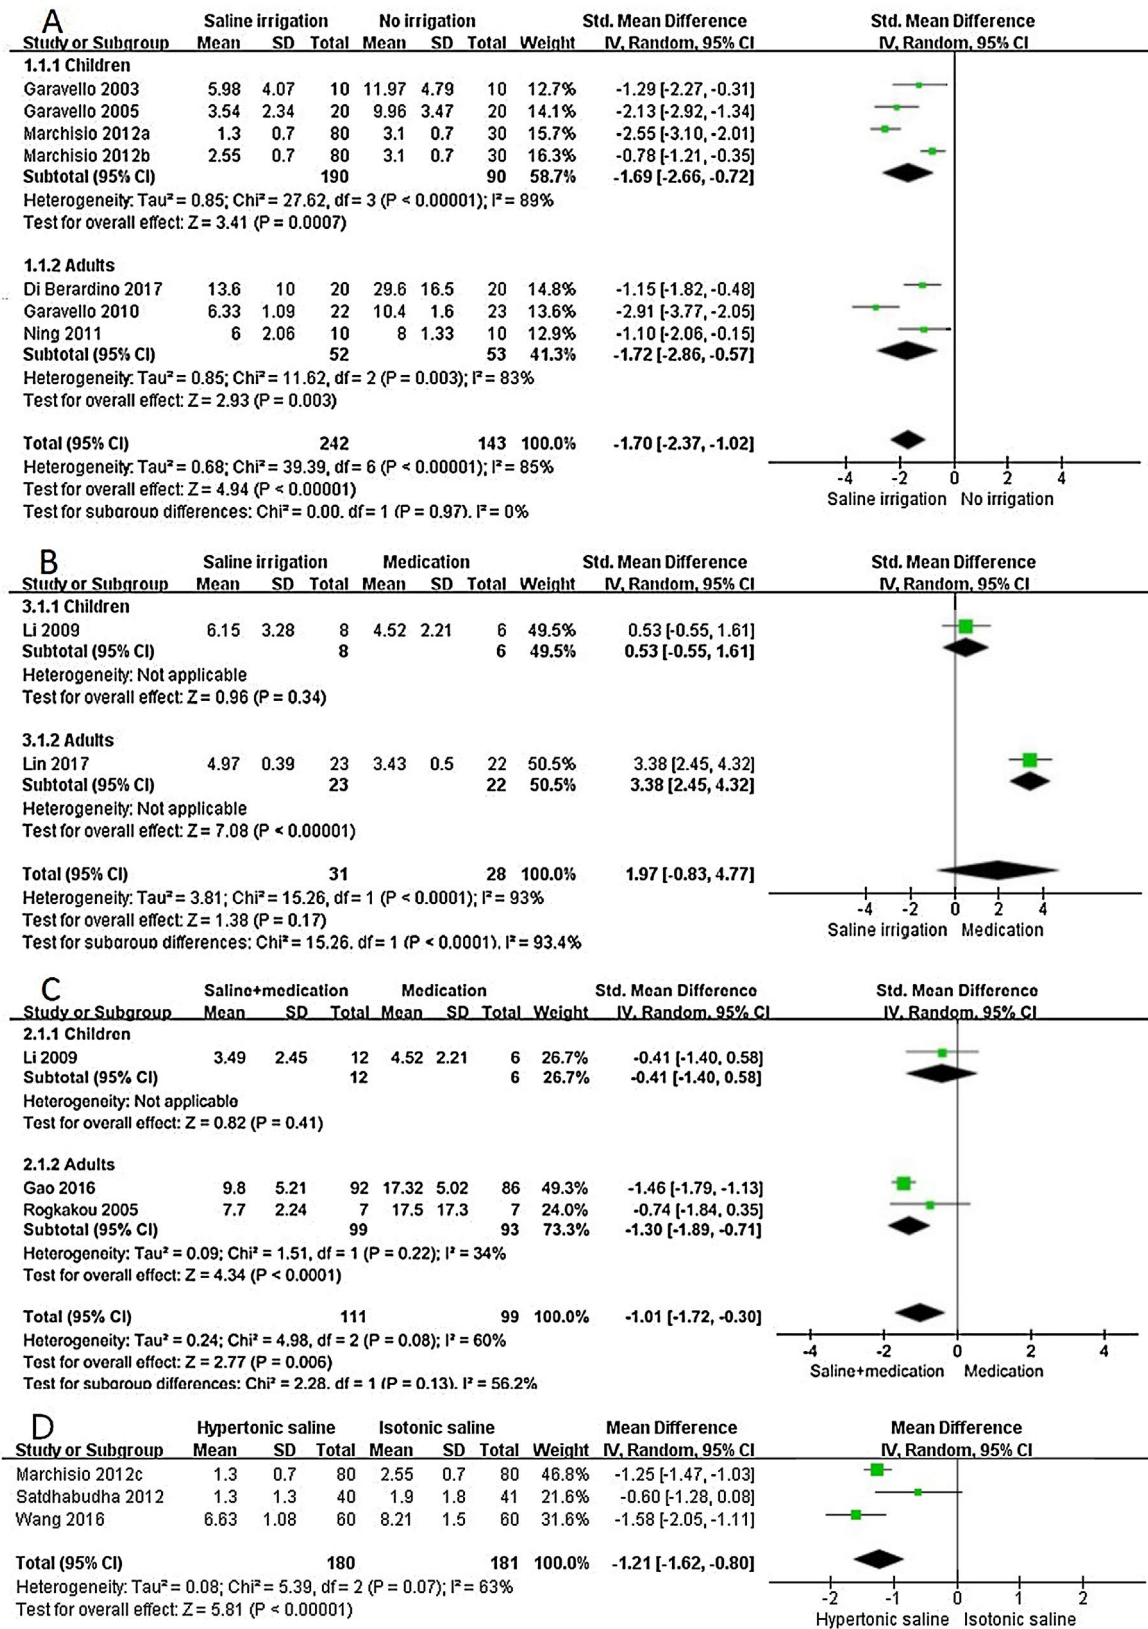 A
Saline irrigation No irrigation Std. Mean Difference Std. Mean Difference
Study or Subgroup Mean SD Total Mean SD Total Weight IV, Random, 95% CI IV, Random, 95% CI
1.1.1 Children
Garavello 2003 5.98 4.07 10 11.97 4.79 10 12.7% -1.29 [-2.27, -0.31]
Garavello 2005 3.54 2.34 20 9.96 3.47 20 14.1% -2.13 [-2.92, -1.34]
Marchisio 2012a 1.3 0.7 80 3.1 0.7 30 15.7% -2.55 [-3.10, -2.01]
Marchisio 2012b 2.55 0.7 80 3.1 0.7 30 16.3% -0.78 [-1.21, -0.35]
Subtotal (95% CI) 190 90 58.7% -1.69 [-2.66, -0.72]
Heterogeneity: Tau² = 0.85; Chi² = 27.62, df = 3 (P < 0.00001); I² = 89%
Test for overall effect: Z = 3.41 (P = 0.0007)
1.1.2 Adults
Di Berardino 2017 13.6 10 20 29.6 16.5 20 14.8% -1.15 [-1.82, -0.48]
Garavello 2010 6.33 1.09 22 10.4 1.6 23 13.6% -2.91 [-3.77, -2.05]
Ning 2011 6 2.06 10 8 1.33 10 12.9% -1.10 [-2.06, -0.15]
Subtotal (95% CI) 52 53 41.3% -1.72 [-2.86, -0.57]
Heterogeneity: Tau² = 0.85; Chi² = 11.62, df = 2 (P = 0.003); I² = 83%
Test for overall effect: Z = 2.93 (P = 0.003)
Total (95% CI) 242 143 100.0% -1.70 [-2.37, -1.02]
Heterogeneity: Tau² = 0.68; Chi² = 39.39, df = 6 (P < 0.00001); I² = 85%
Test for overall effect: Z = 4.94 (P < 0.00001)
Test for subgroup differences: Chi² = 0.00. df = 1 (P = 0.97). I² = 0%
-4 -2 0 2 4
Saline irrigation No irrigation
B
Saline irrigation Medication Std. Mean Difference Std. Mean Difference
Study or Subgroup Mean SD Total Mean SD Total Weight IV, Random, 95% CI IV, Random, 95% CI
3.1.1 Children
Li 2009 6.15 3.28 8 4.52 2.21 6 49.5% 0.53 [-0.55, 1.61]
Subtotal (95% CI) 8 6 49.5% 0.53 [-0.55, 1.61]
Heterogeneity: Not applicable
Test for overall effect: Z = 0.96 (P = 0.34)
3.1.2 Adults
Lin 2017 4.97 0.39 23 3.43 0.5 22 50.5% 3.38 [2.45, 4.32]
Subtotal (95% CI) 23 22 50.5% 3.38 [2.45, 4.32]
Heterogeneity: Not applicable
Test for overall effect: Z = 7.08 (P < 0.00001)
Total (95% CI) 31 28 100.0% 1.97 [-0.83, 4.77]
Heterogeneity: Tau² = 3.81; Chi² = 15.26, df = 1 (P < 0.0001); I² = 93%
Test for overall effect: Z = 1.38 (P = 0.17)
Test for subgroup differences: Chi² = 15.26. df = 1 (P < 0.0001). I² = 93.4%
-4 -2 0 2 4
Saline irrigation Medication
C
Saline+medication Medication Std. Mean Difference Std. Mean Difference
Study or Subgroup Mean SD Total Mean SD Total Weight IV, Random, 95% CI IV, Random, 95% CI
2.1.1 Children
Li 2009 3.49 2.45 12 4.52 2.21 6 26.7% -0.41 [-1.40, 0.58]
Subtotal (95% CI) 12 6 26.7% -0.41 [-1.40, 0.58]
Heterogeneity: Not applicable
Test for overall effect: Z = 0.82 (P = 0.41)
2.1.2 Adults
Gao 2016 9.8 5.21 92 17.32 5.02 86 49.3% -1.46 [-1.79, -1.13]
Rogkakou 2005 7.7 2.24 7 17.5 17.3 7 24.0% -0.74 [-1.84, 0.35]
Subtotal (95% CI) 99 93 73.3% -1.30 [-1.89, -0.71]
Heterogeneity: Tau² = 0.09; Chi² = 1.51, df = 1 (P = 0.22); I² = 34%
Test for overall effect: Z = 4.34 (P < 0.0001)
Total (95% CI) 111 99 100.0% -1.01 [-1.72, -0.30]
Heterogeneity: Tau² = 0.24; Chi² = 4.98, df = 2 (P = 0.08); I² = 60%
Test for overall effect: Z = 2.77 (P = 0.006)
Test for subgroup differences: Chi² = 2.28. df = 1 (P = 0.13). I² = 56.2%
-4 -2 0 2 4
Saline+medication Medication
D
Hypertonic saline Isotonic saline Mean Difference Mean Difference
Study or Subgroup Mean SD Total Mean SD Total Weight IV, Random, 95% CI IV, Random, 95% CI
Marchisio 2012c 1.3 0.7 80 2.55 0.7 80 46.8% -1.25 [-1.47, -1.03]
Satdhabudha 2012 1.3 1.3 40 1.9 1.8 41 21.6% -0.60 [-1.28, 0.08]
Wang 2016 6.63 1.08 60 8.21 1.5 60 31.6% -1.58 [-2.05, -1.11]
Total (95% CI) 180 181 100.0% -1.21 [-1.62, -0.80]
Heterogeneity: Tau² = 0.08; Chi² = 5.39, df = 2 (P = 0.07); I² = 63%
Test for overall effect: Z = 5.81 (P < 0.00001)
-2 -1 0 1 2
Hypertonic saline Isotonic saline